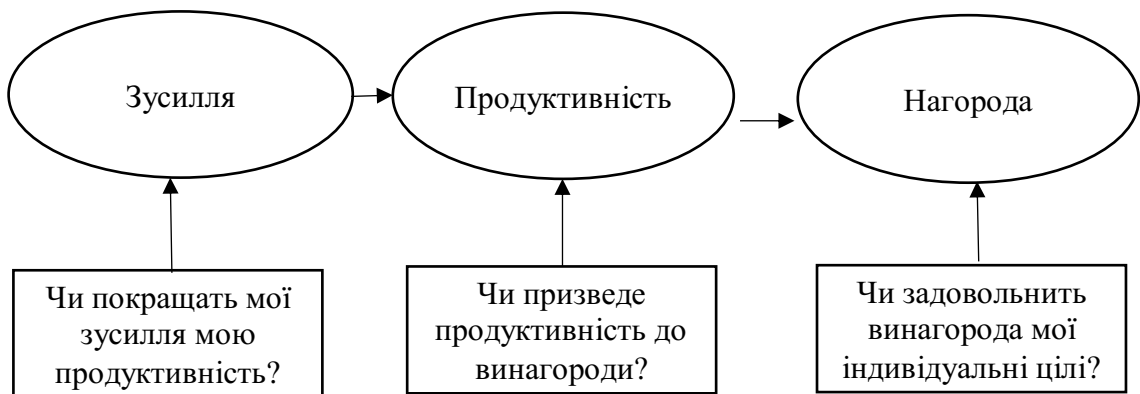 Зусилля
Продуктивність
Нагорода
Чи покращать мої
зусилля мою
продуктивність?
Чи призведе
продуктивність до
винагороди?
Чи задовольнить
винагорода мої
індивідуальні цілі?